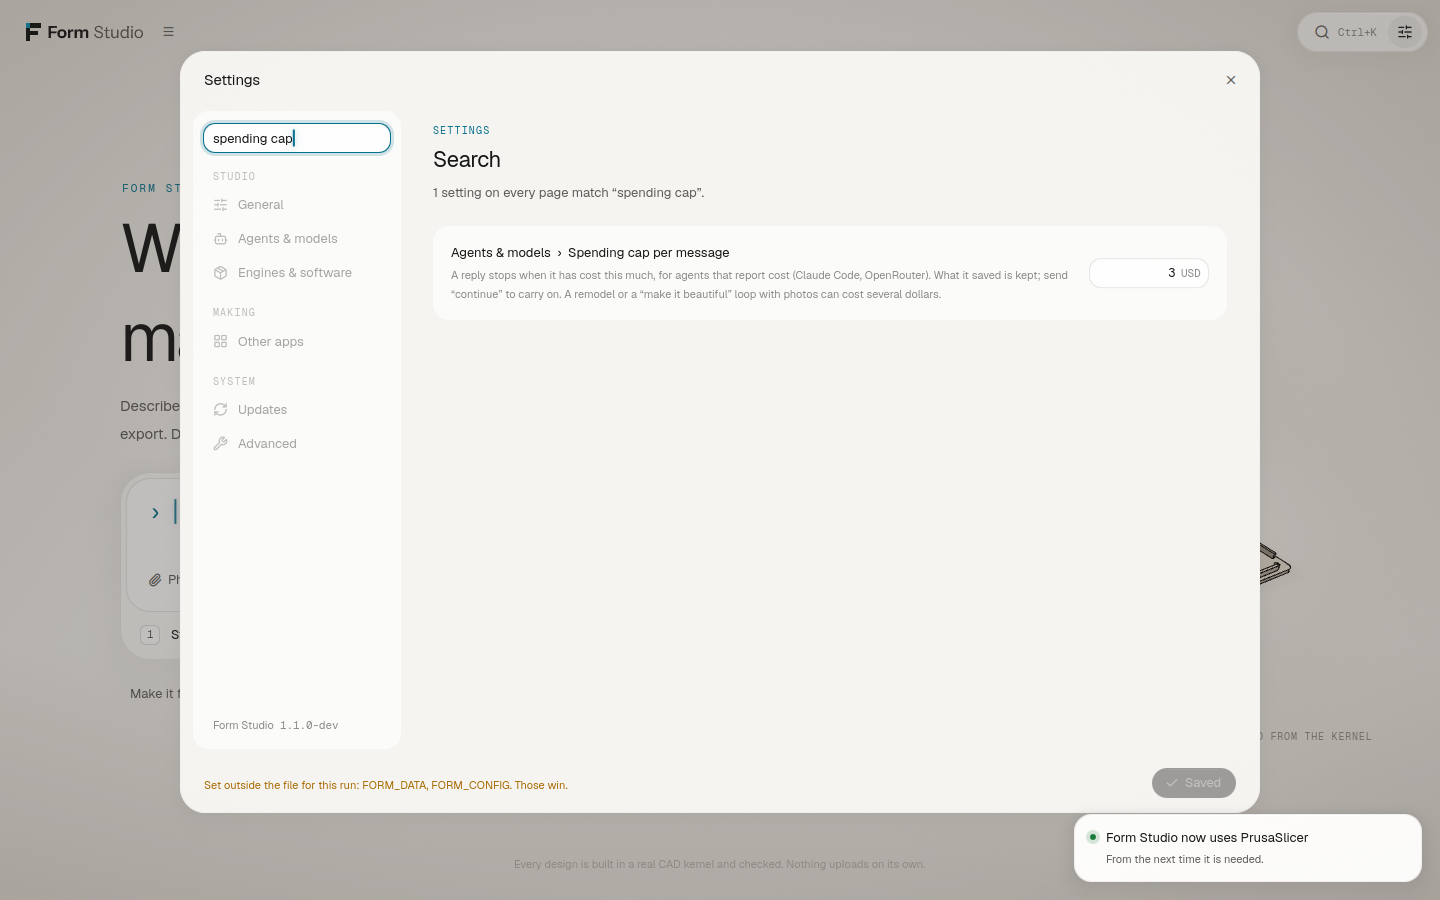 Form Studio
Ctrl+K
Settings
spending cap
STUDIO
General
Agents & models
Engines & software
MAKING
Other apps
SYSTEM
Updates
Advanced
Form Studio 1.1.0-dev
SETTINGS
Search
1 setting on every page match “spending cap”.
Agents & models › Spending cap per message
A reply stops when it has cost this much, for agents that report cost (Claude Code, OpenRouter). What it saved is kept; send
“continue” to carry on. A remodel or a “make it beautiful” loop with photos can cost several dollars.
3 USD
Set outside the file for this run: FORM_DATA, FORM_CONFIG. Those win.
Saved
FORM ST
W
ma
Describe
export. D
Ph
1
Make it f
FROM THE KERNEL
Every design is built in a real CAD kernel and checked. Nothing uploads on its own.
Form Studio now uses PrusaSlicer
From the next time it is needed.